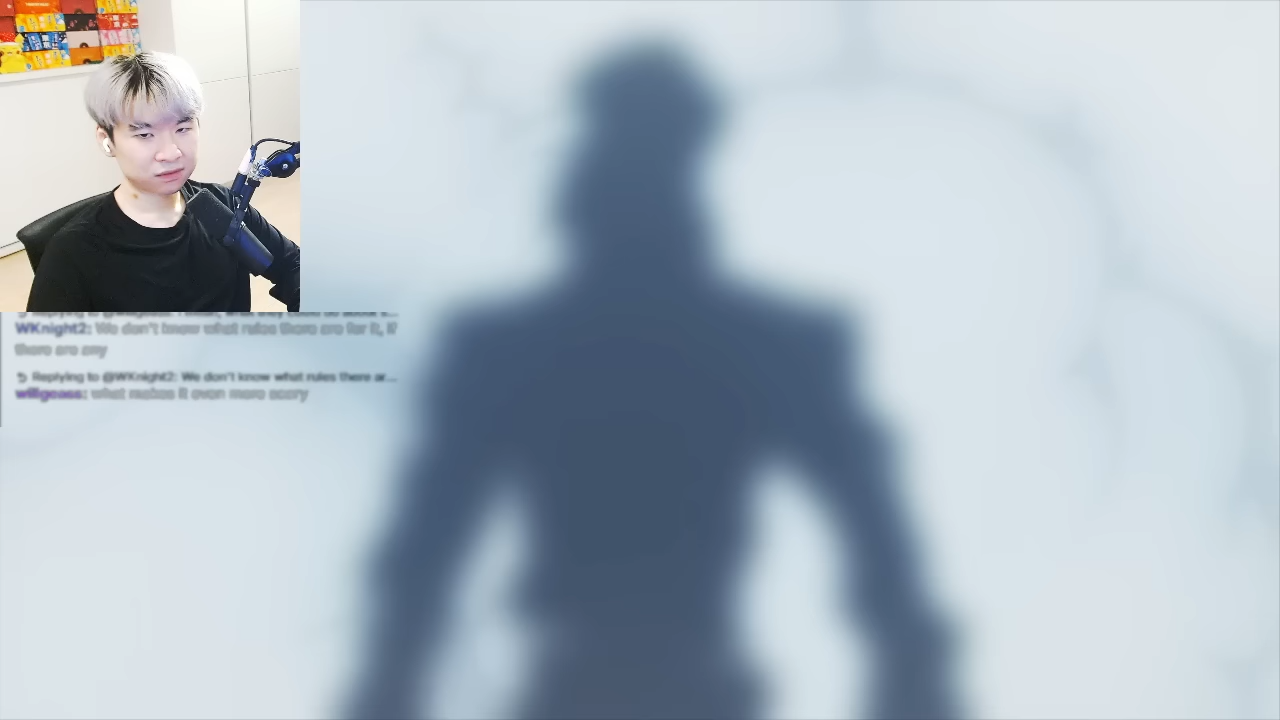 WKnight2: We don't know what rules there are for it, if
there are any
Replying to @WKnight2: We don't know what rules there ar...
willgoass: what makes it even more scary